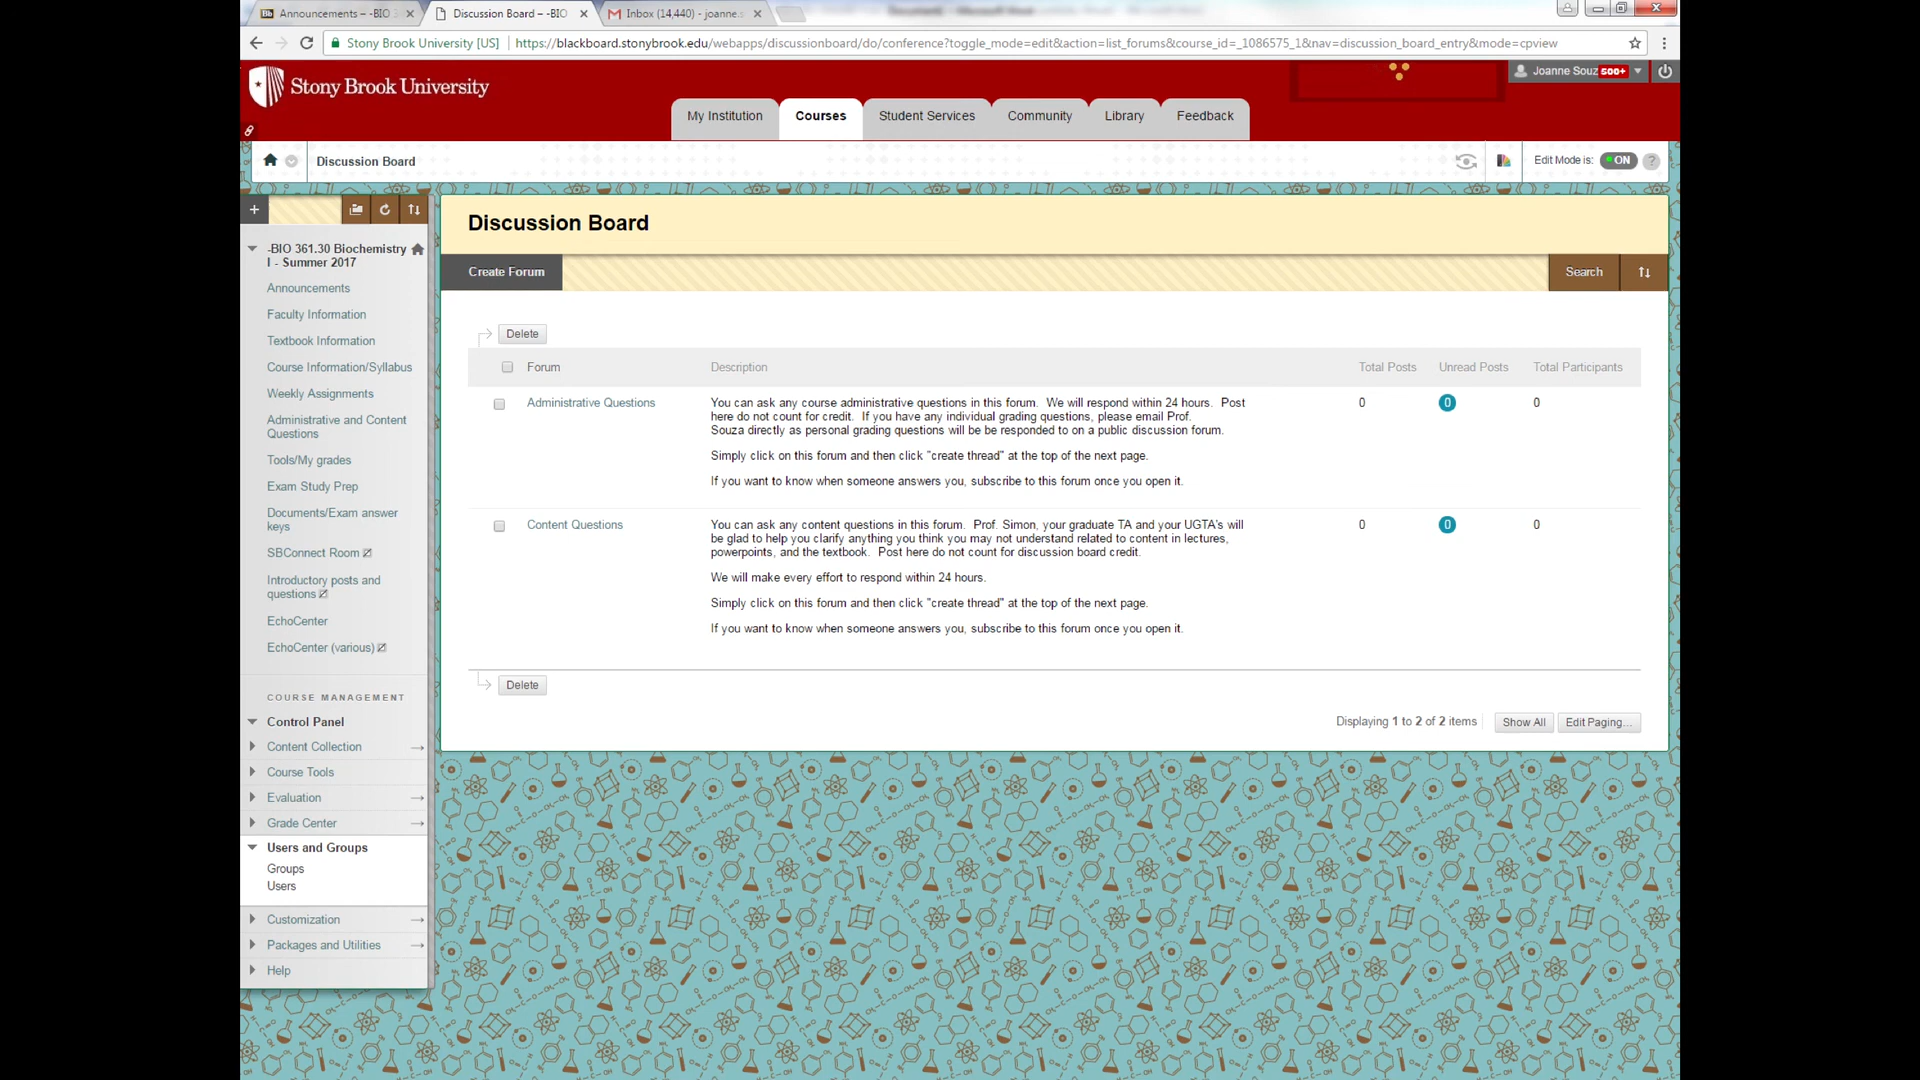 Announcements – -BIO 3
Discussion Board – -BIO
Inbox (14,440) - joanne.s
Stony Brook University [US]
https://blackboard.stonybrook.edu/webapps/discussionboard/do/conference?toggle_mode=edit&action=list_forums&course_id=_1086575_1&nav=discussion_board_entry&mode=cpview
Stony Brook University
Joanne Souz 500+
My Institution
Courses
Student Services
Community
Library
Feedback
Discussion Board
Edit Mode is: ON ?
Discussion Board
Create Forum
Search
-BIO 361.30 Biochemistry
I - Summer 2017
Announcements
Faculty Information
Textbook Information
Course Information/Syllabus
Weekly Assignments
Administrative and Content
Questions
Tools/My grades
Exam Study Prep
Documents/Exam answer
keys
SBConnect Room
Introductory posts and
questions
EchoCenter
EchoCenter (various)
COURSE MANAGEMENT
Control Panel
Content Collection
Course Tools
Evaluation
Grade Center
Users and Groups
Groups
Users
Customization
Packages and Utilities
Help
Delete
Forum
Description
Total Posts
Unread Posts
Total Participants
Administrative Questions
You can ask any course administrative questions in this forum. We will respond within 24 hours. Post
here do not count for credit. If you have any individual grading questions, please email Prof.
Souza directly as personal grading questions will be be responded to on a public discussion forum.
Simply click on this forum and then click "create thread" at the top of the next page.
If you want to know when someone answers you, subscribe to this forum once you open it.
0
0
0
Content Questions
You can ask any content questions in this forum. Prof. Simon, your graduate TA and your UGTA's will
be glad to help you clarify anything you think you may not understand related to content in lectures,
powerpoints, and the textbook. Post here do not count for discussion board credit.
We will make every effort to respond within 24 hours.
Simply click on this forum and then click "create thread" at the top of the next page.
If you want to know when someone answers you, subscribe to this forum once you open it.
0
0
0
Delete
Displaying 1 to 2 of 2 items
Show All
Edit Paging...